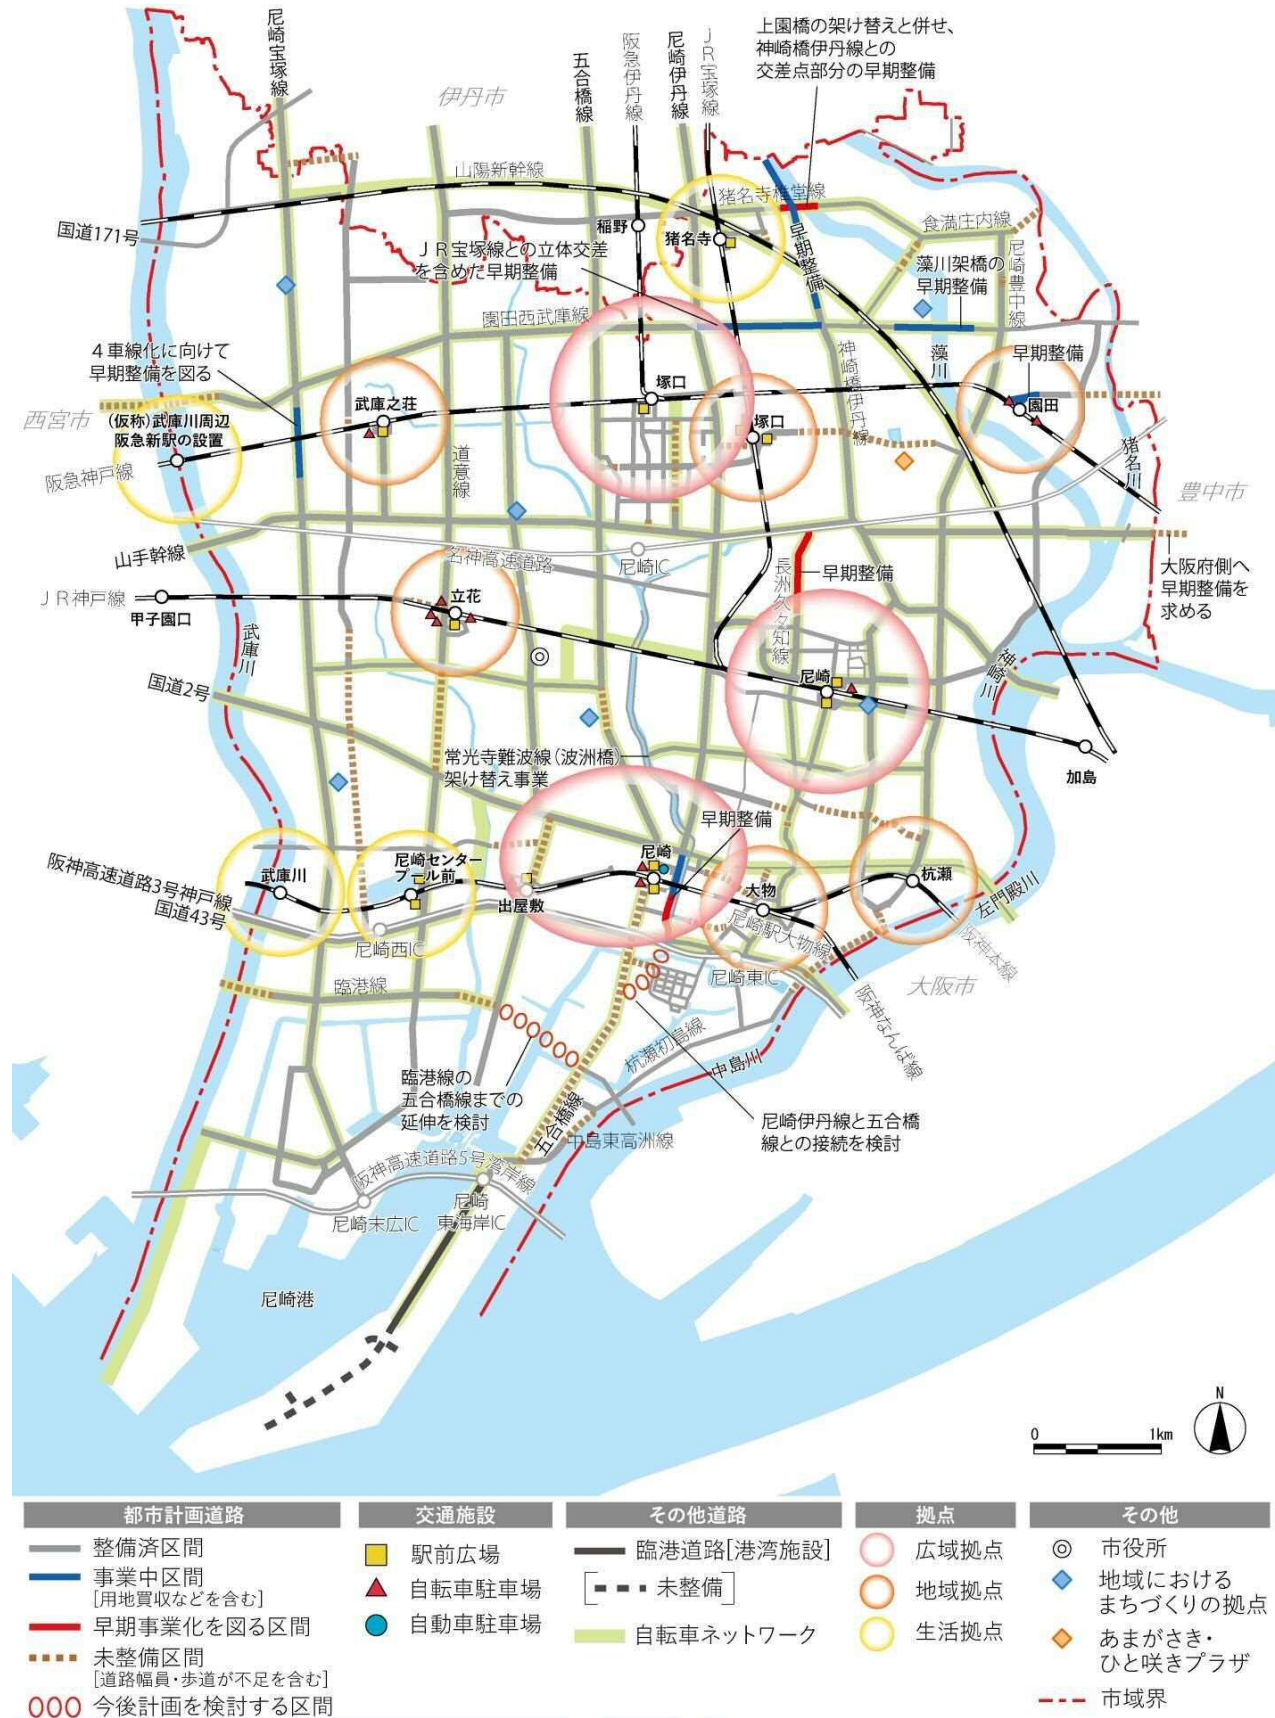 尼崎宝塚線
伊丹市
五合橋線
阪急伊丹線
尼崎伊丹線
ＪＲ宝塚線
上園橋の架け替えと併せ、
神崎橋伊丹線との
交差点部分の早期整備
山陽新幹線
国道171号
稲野
猪名寺
猪名寺椎堂線
早期整備
食満庄内線
尼崎豊中線
ＪＲ宝塚線との立体交差
を含めた早期整備
藻川架橋の
早期整備
園田西武庫線
４車線化に向けて
早期整備を図る
神崎橋伊丹線
藻川
早期整備
西宮市
(仮称)武庫川周辺
阪急新駅の設置
武庫之荘
塚口
塚口
園田
阪急神戸線
道意線
猪名川
豊中市
山手幹線
名神高速道路
尼崎IC
長洲久々知線
早期整備
大阪府側へ
早期整備を
求める
ＪＲ神戸線
甲子園口
立花
武庫川
国道2号
尼崎
神崎川
常光寺難波線(波洲橋)
架け替え事業
加島
早期整備
阪神高速道路3号神戸線
国道43号
武庫川
尼崎センター
プール前
出屋敷
尼崎
大物
杭瀬
左門殿川
尼崎西IC
尼崎駅大物線
尼崎東IC
阪神本線
大阪市
臨港線
阪神なんば線
杭瀬初島線
中島州
臨港線の
五合橋線までの
延伸を検討
五合橋線
尼崎伊丹線と五合橋
線との接続を検討
中島東高洲線
阪神高速道路5号湾岸線
尼崎末広IC
尼崎
東海岸IC
尼崎港
N
0 1km
都市計画道路
整備済区間
事業中区間
[用地買収などを含む]
早期事業化を図る区間
未整備区間
[道路幅員・歩道が不足を含む]
今後計画を検討する区間
交通施設
駅前広場
自転車駐車場
自動車駐車場
その他道路
臨港道路[港湾施設]
未整備
自転車ネットワーク
拠点
広域拠点
地域拠点
生活拠点
その他
市役所
地域における
まちづくりの拠点
あまがさき・
ひと咲きプラザ
市域界